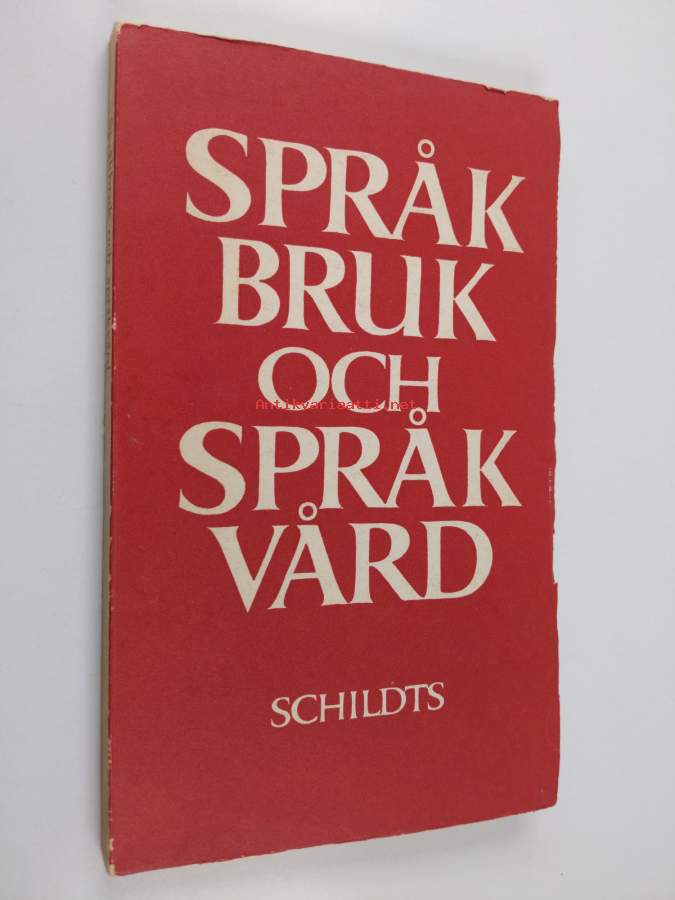 SPRÅK
BRUK
OCH
Antikvariaatti.net
SPRÅK
VÅRD
SCHILDTS